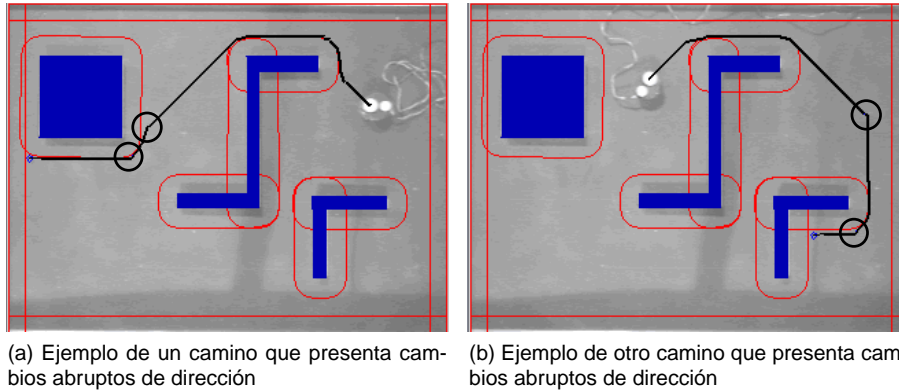 (a) Ejemplo de un camino que presenta cam-
bios abruptos de dirección
(b) Ejemplo de otro camino que presenta cam
bios abruptos de dirección